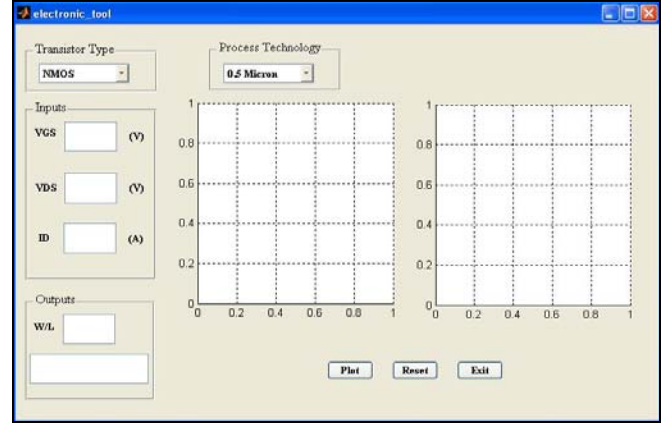 electronic_tool
Transistor Type
NMOS
Process Technology
0.5 Micron
Inputs
VGS (V)
VDS (V)
ID (A)
Outputs
W/L
1
0.8
0.6
0.4
0.2
0
0 0.2 0.4 0.6 0.8 1
1
0.8
0.6
0.4
0.2
0
0 0.2 0.4 0.6 0.8 1
Plot Reset Exit